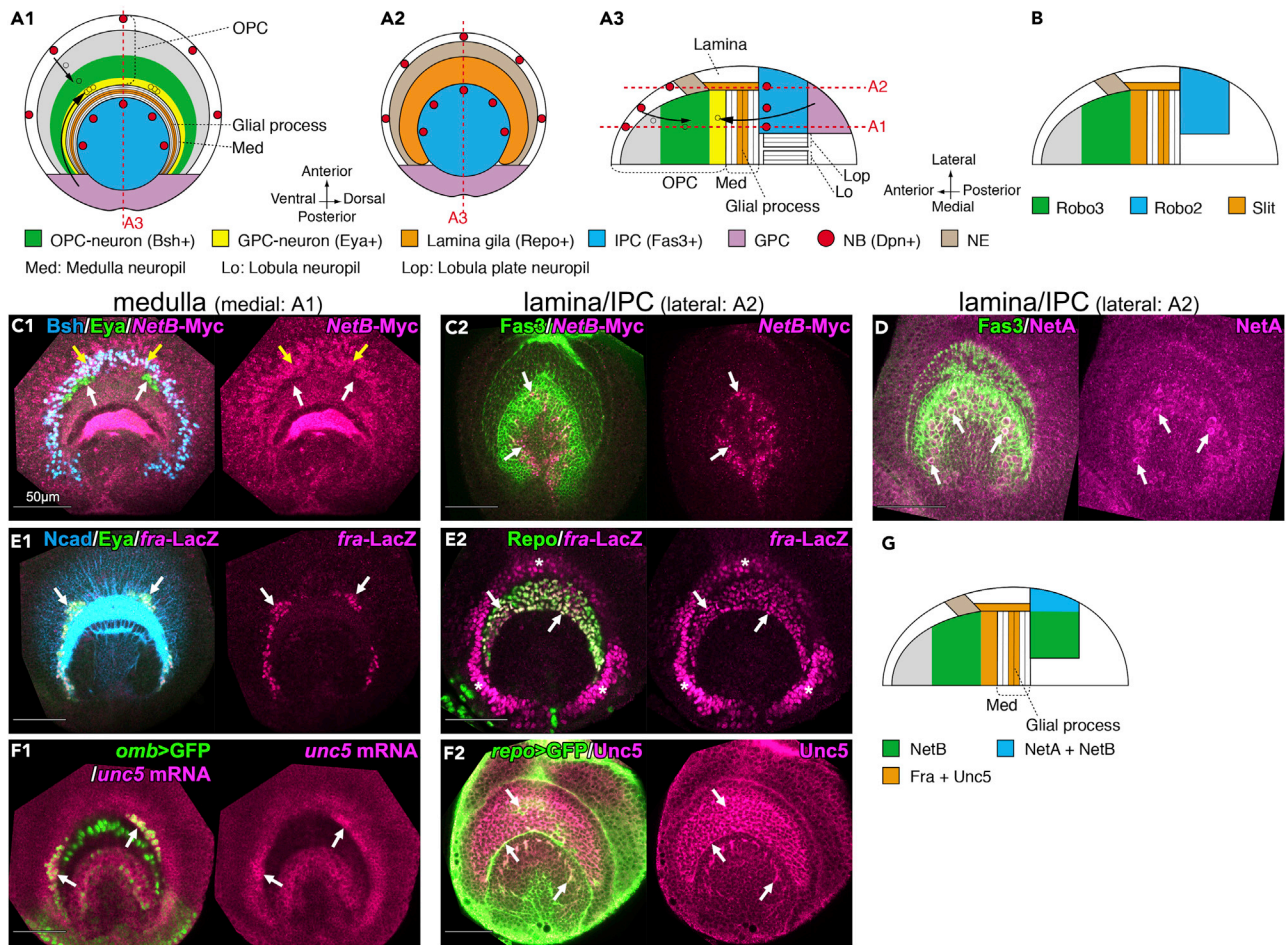 A1
OPC
Glial process
Med
Anterior
Ventral
Dorsal
Posterior
A3
A2
A3
A3
Lamina
A2
A1
OPC
Med
Glial process
Lop
Lo
Lateral
Anterior
Posterior
Medial
B
Robo3
Robo2
Slit
OPC-neuron (Bsh+)
GPC-neuron (Eya+)
Lamina gila (Repo+)
IPC (Fas3+)
GPC
NB (Dpn+)
NE
Med: Medulla neuropil
Lo: Lobula neuropil
Lop: Lobula plate neuropil
medulla (medial: A1)
lamina/IPC (lateral: A2)
lamina/IPC (lateral: A2)
C1
Bsh/Eya/NetB-Myc
NetB-Myc
50µm
C2
Fas3/NetB-Myc
NetB-Myc
D
Fas3/NetA
NetA
E1
Ncad/Eya/fra-LacZ
fra-LacZ
E2
Repo/fra-LacZ
fra-LacZ
*
*
*
*
*
*
G
Med
Glial process
NetB
NetA + NetB
Fra + Unc5
F1
omb>GFP
/unc5 mRNA
unc5 mRNA
F2
repo>GFP/Unc5
Unc5